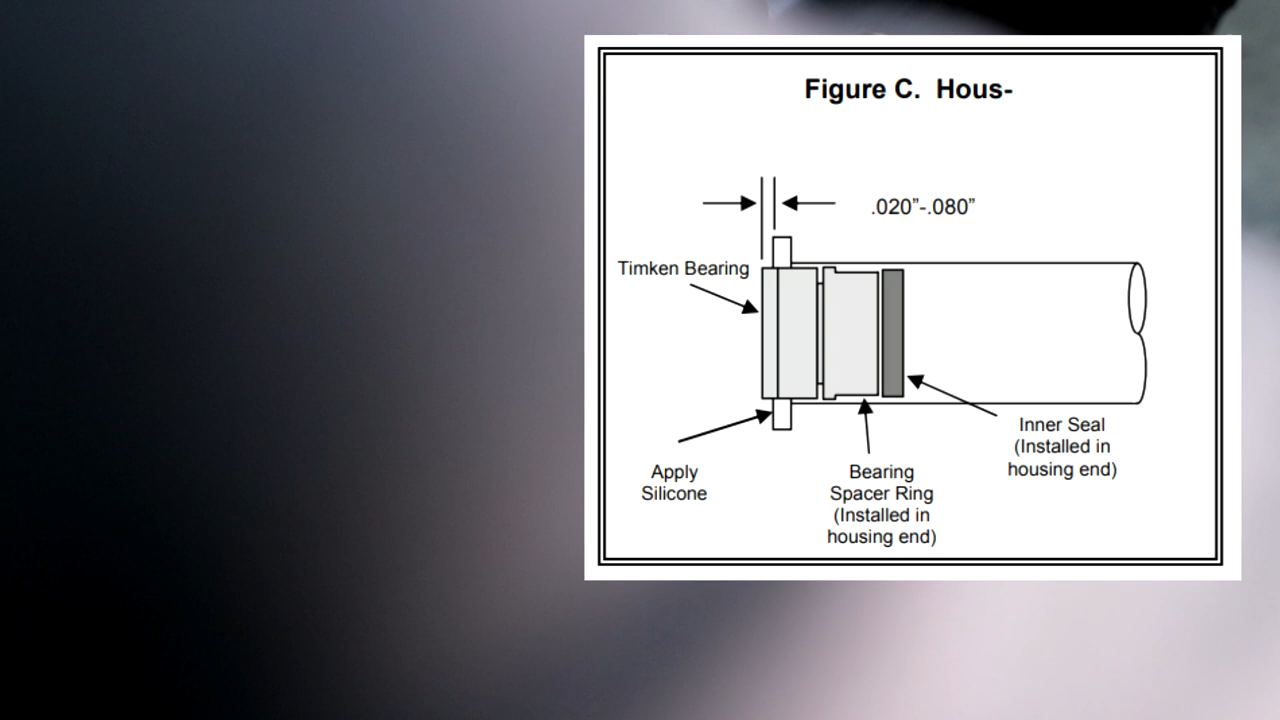 Figure C.  Hous-
.020”-.080”
Timken Bearing
Inner Seal
(Installed in
housing end)
Apply
Silicone
Bearing
Spacer Ring
(Installed in
housing end)